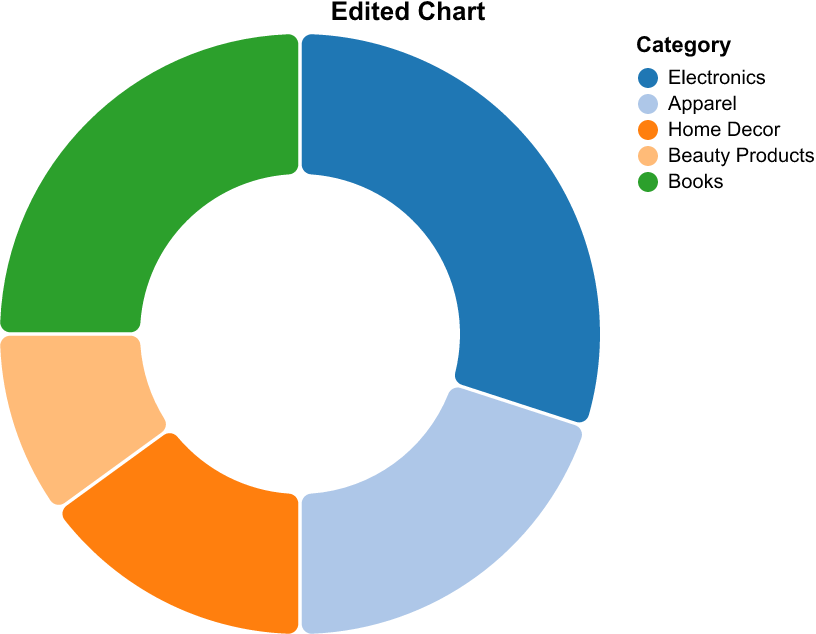 Edited Chart
Category
Electronics
Apparel
Home Decor
Beauty Products
Books